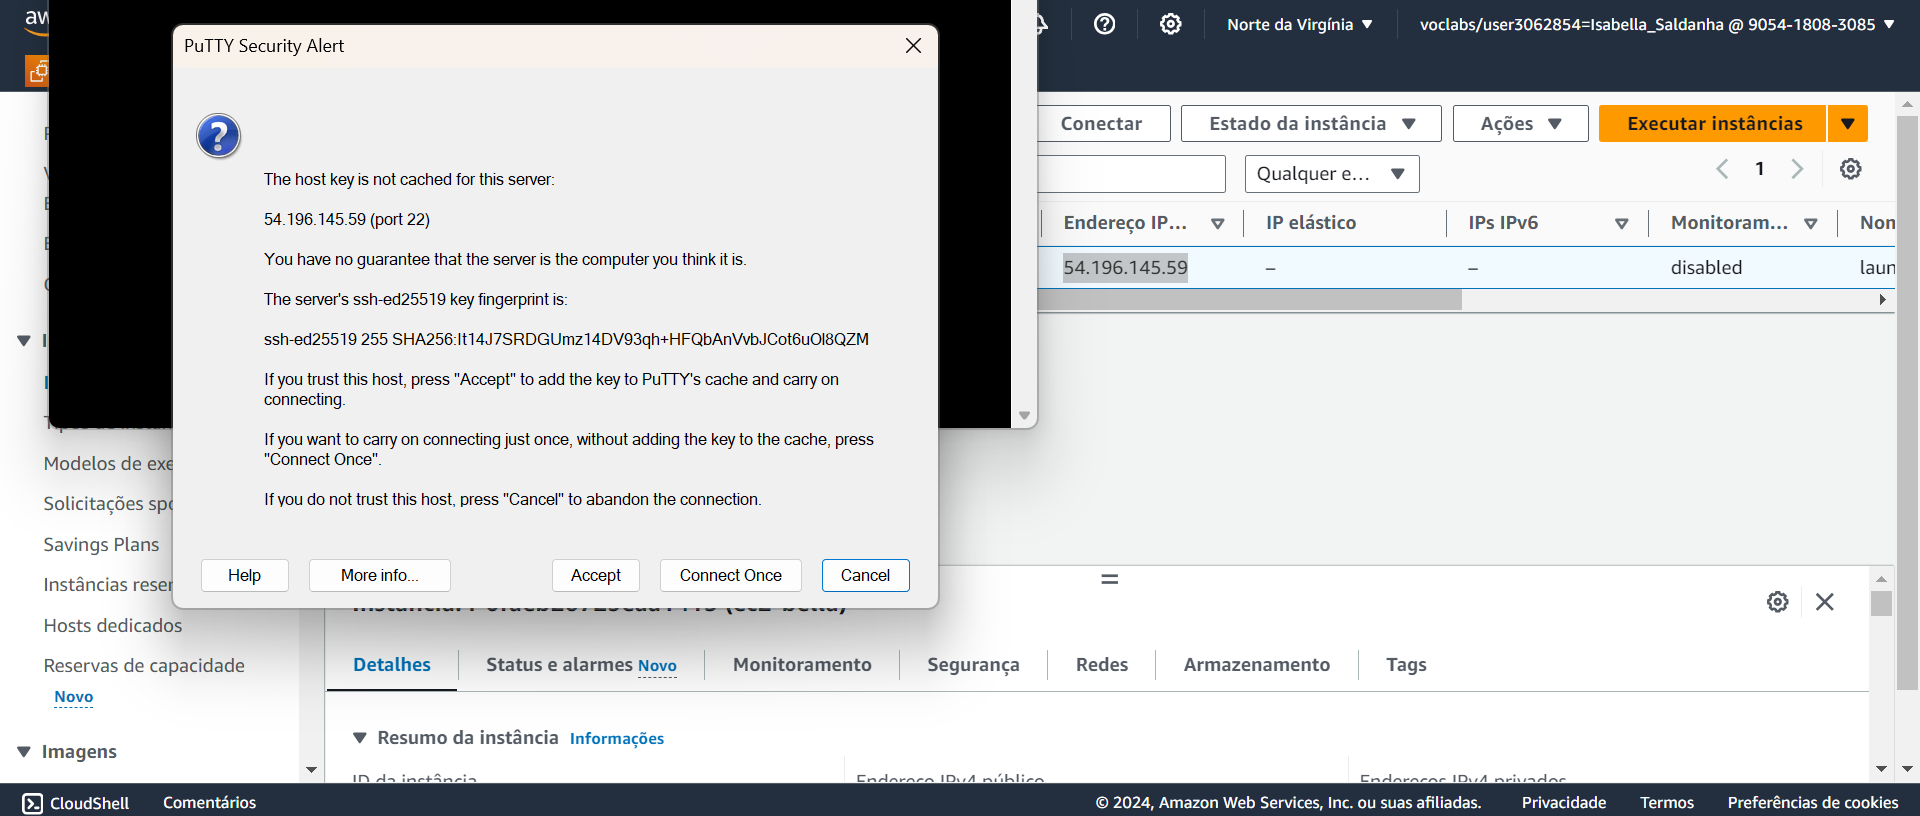 aw
Norte da Virgínia
voclabs/user3062854=Isabella_Saldanha @ 9054-1808-3085
PuTTY Security Alert
The host key is not cached for this server:
54.196.145.59 (port 22)
You have no guarantee that the server is the computer you think it is.
The server's ssh-ed25519 key fingerprint is:
ssh-ed25519 255 SHA256:It14J7SRDGUmz14DV93qh+HFQbAnVvbJCot6uOl8QZM
If you trust this host, press "Accept" to add the key to PuTTY's cache and carry on
connecting.
If you want to carry on connecting just once, without adding the key to the cache, press
"Connect Once".
If you do not trust this host, press "Cancel" to abandon the connection.
Help
More info...
Accept
Connect Once
Cancel
Conectar
Estado da instância
Ações
Executar instâncias
Qualquer e...
1
Endereço IP...
IP elástico
IPs IPv6
Monitoram...
Non
54.196.145.59
–
–
disabled
laun
Modelos de exe
Solicitações spo
Savings Plans
Instâncias reser
Hosts dedicados
Reservas de capacidade
Novo
Imagens
Detalhes
Status e alarmes Novo
Monitoramento
Segurança
Redes
Armazenamento
Tags
Resumo da instância Informações
ID da instância
Endereço IPv4 público
Endereços IPv4 privados
CloudShell
Comentários
© 2024, Amazon Web Services, Inc. ou suas afiliadas.
Privacidade
Termos
Preferências de cookies